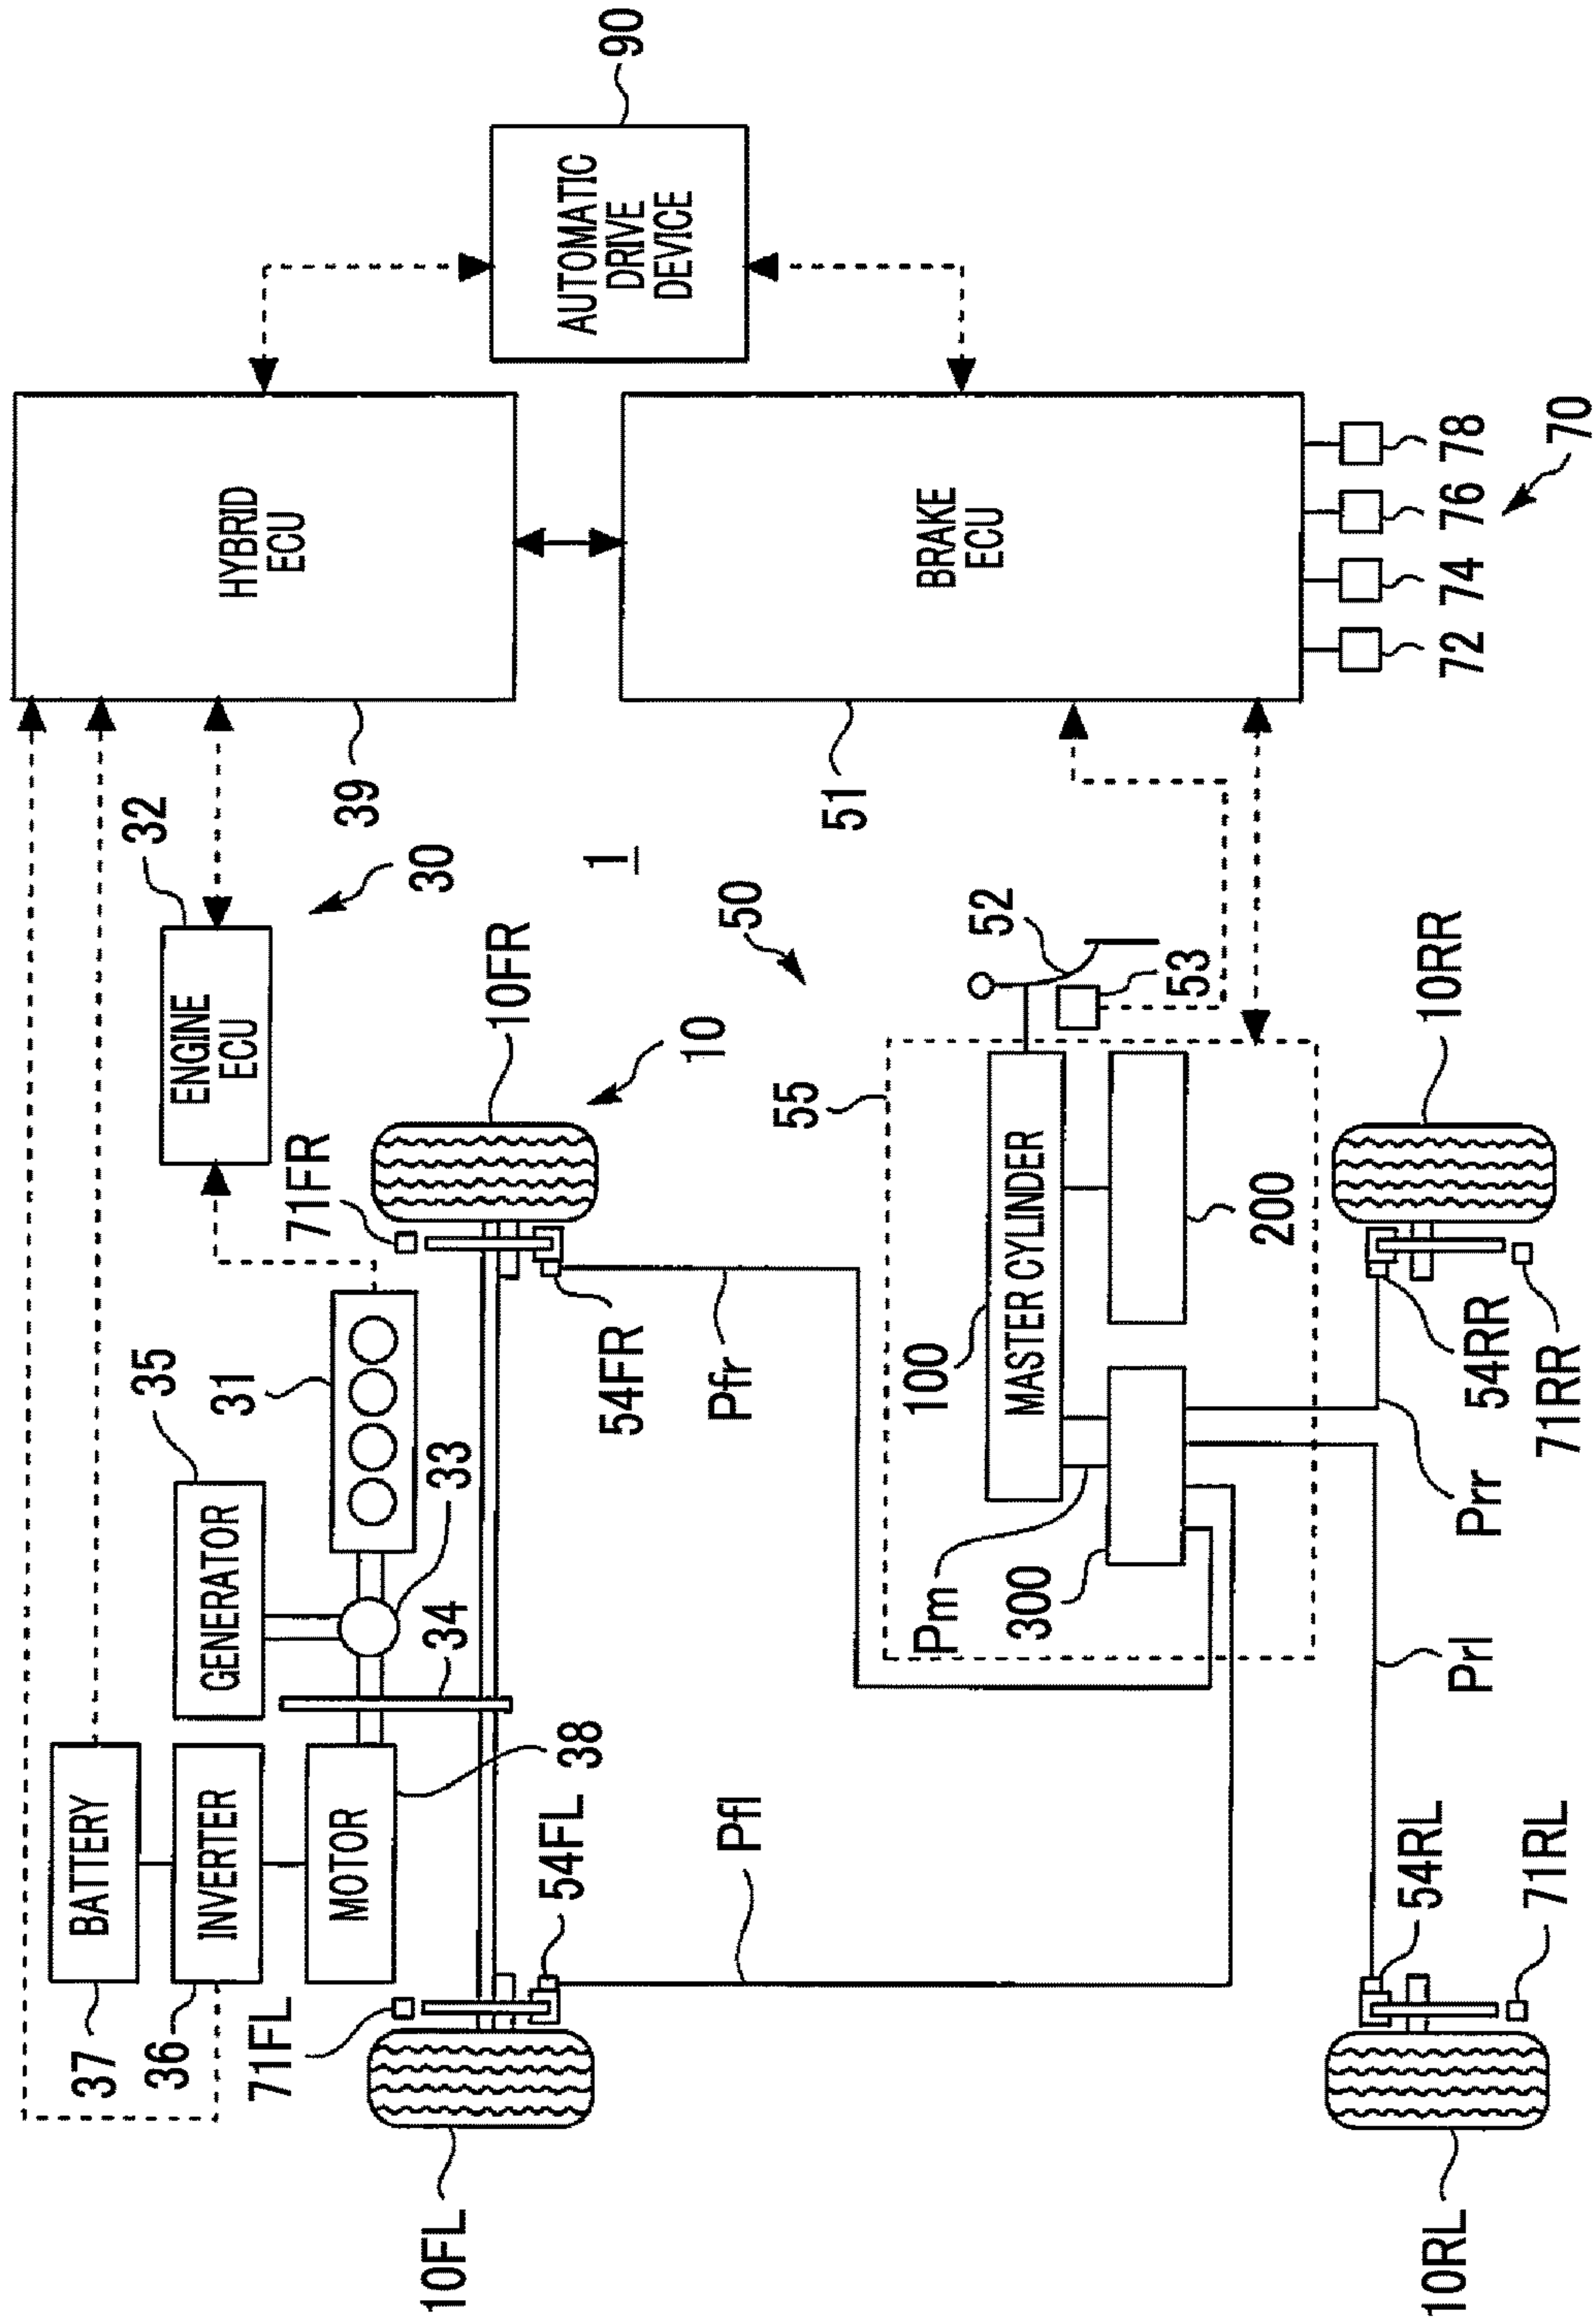 10FL
71FL
37
BATTERY
36
INVERTER
MOTOR
38
GENERATOR
35
34
33
31
71FR
10FR
10
ENGINE
ECU
32
30
39
HYBRID
ECU
AUTOMATIC
DRIVE
DEVICE
90
1
54FL
Pfl
54FR
Pfr
50
52
53
55
100
MASTER CYLINDER
200
Pm
300
51
BRAKE
ECU
72
74
76
78
70
10RL
54RL
71RL
Prl
Prr
54RR
71RR
10RR